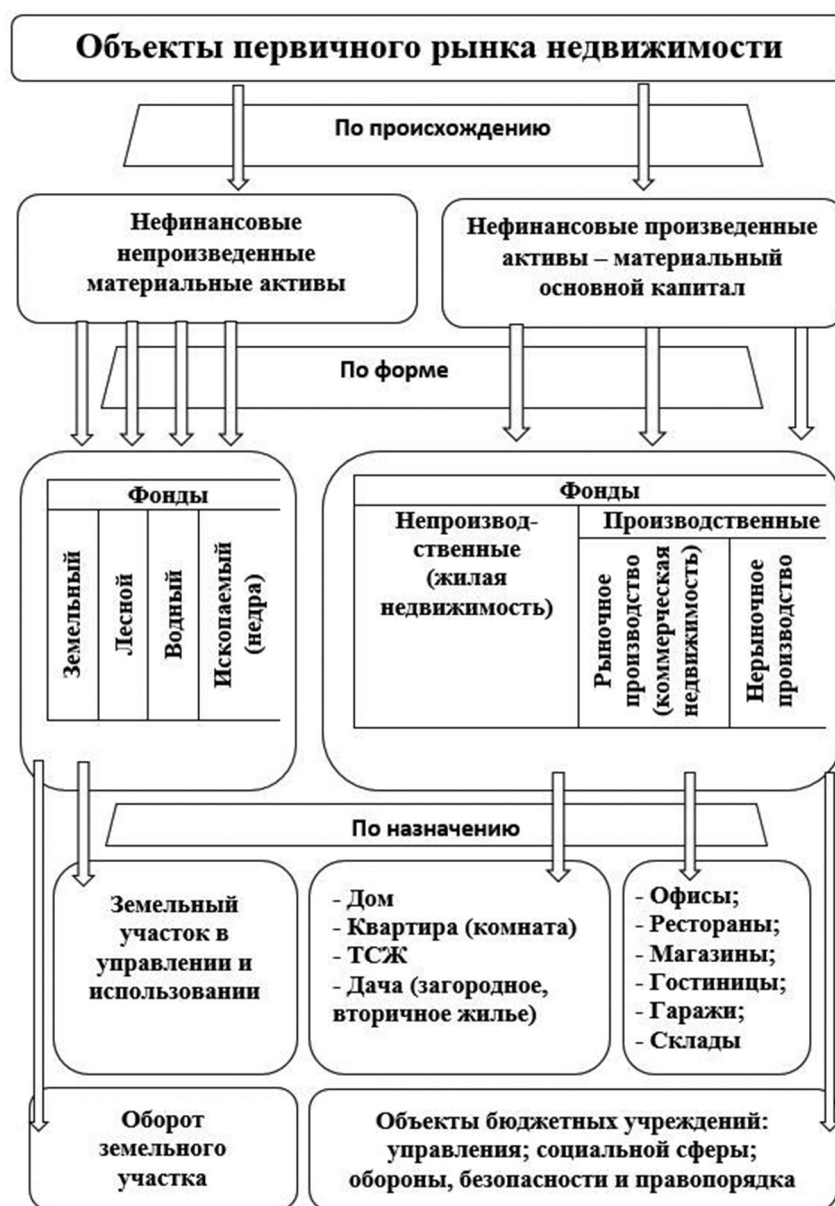 Объекты первичного рынка недвижимости
По происхождению
Нефинансовые
непроизведенные
материальные активы
Нефинансовые произведенные
активы – материальный
основной капитал
По форме
Фонды
Земельный
Лесной
Водный
Ископаемый
(недра)
Фонды
Непроизвод-
ственные
(жилая
недвижимость)
Производственные
Рыночное
производство
(коммерческая
недвижимость)
Нерыночное
производство
По назначению
Земельный
участок в
управлении и
использовании
- Дом
- Квартира (комната)
- ТСЖ
- Дача (загородное,
вторичное жилье)
- Офисы;
- Рестораны;
- Магазины;
- Гостиницы;
- Гаражи;
- Склады
Оборот
земельного
участка
Объекты бюджетных учреждений:
управления; социальной сферы;
обороны, безопасности и правопорядка